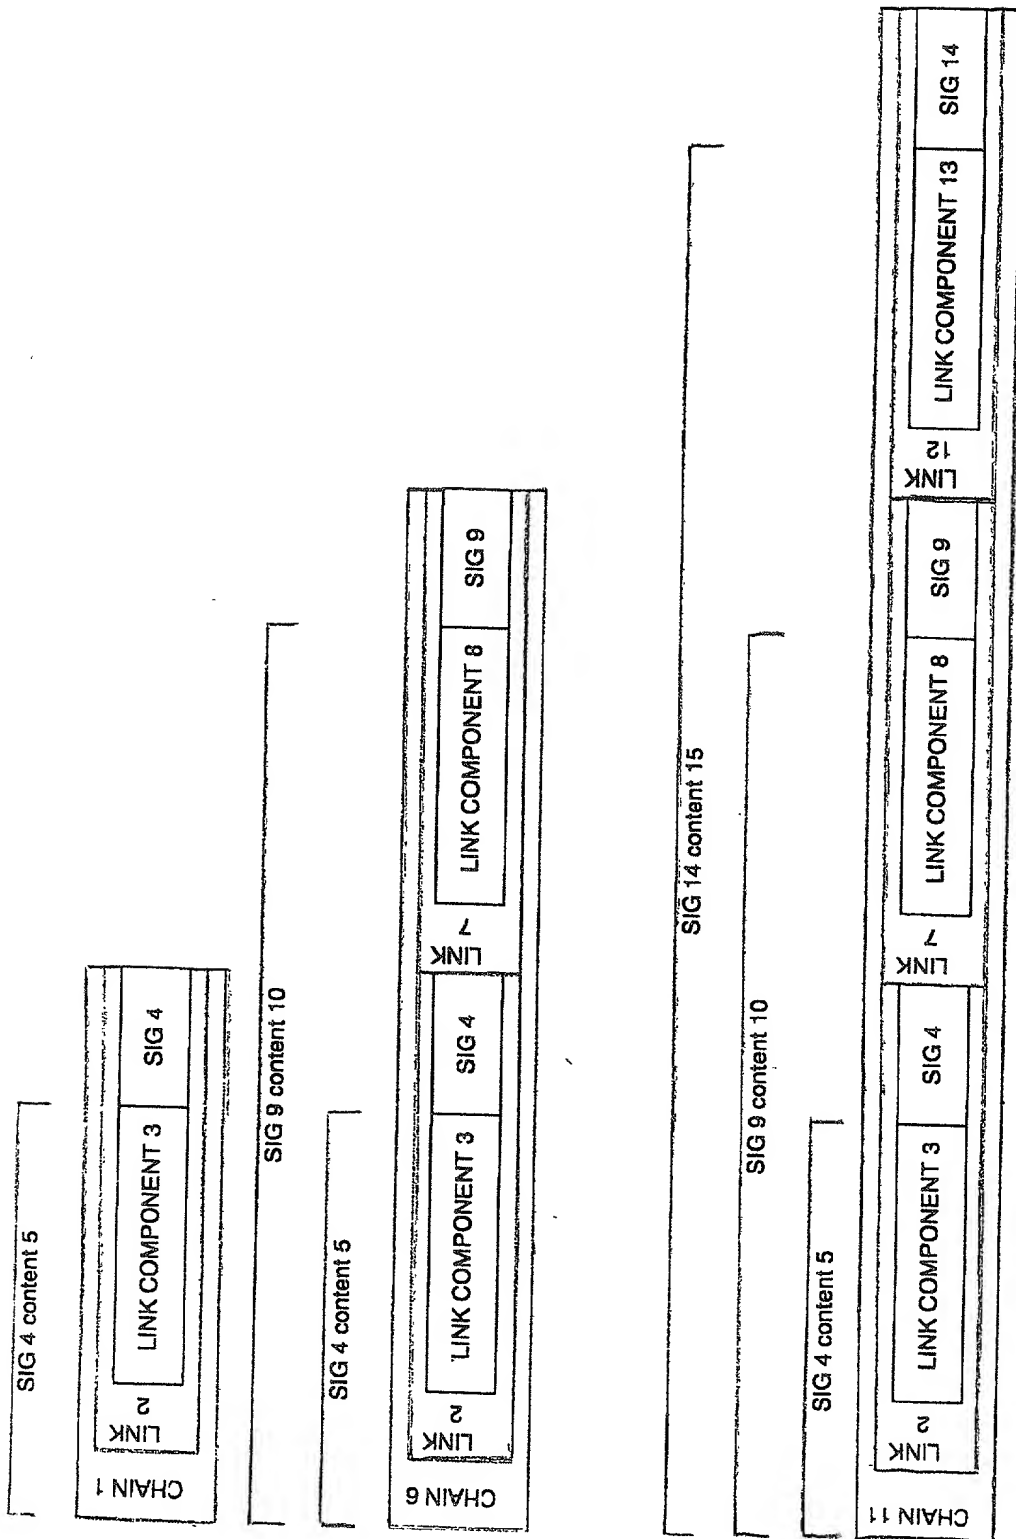 SIG 4 content 5
CHAIN 1
LINK 2
LINK COMPONENT 3
SIG 4
SIG 9 content 10
SIG 4 content 5
CHAIN 6
LINK 2
LINK COMPONENT 3
SIG 4
LINK 7
LINK COMPONENT 8
SIG 9
SIG 14 content 15
SIG 9 content 10
SIG 4 content 5
CHAIN 11
LINK 2
LINK COMPONENT 3
SIG 4
LINK 7
LINK COMPONENT 8
SIG 9
LINK 12
LINK COMPONENT 13
SIG 14